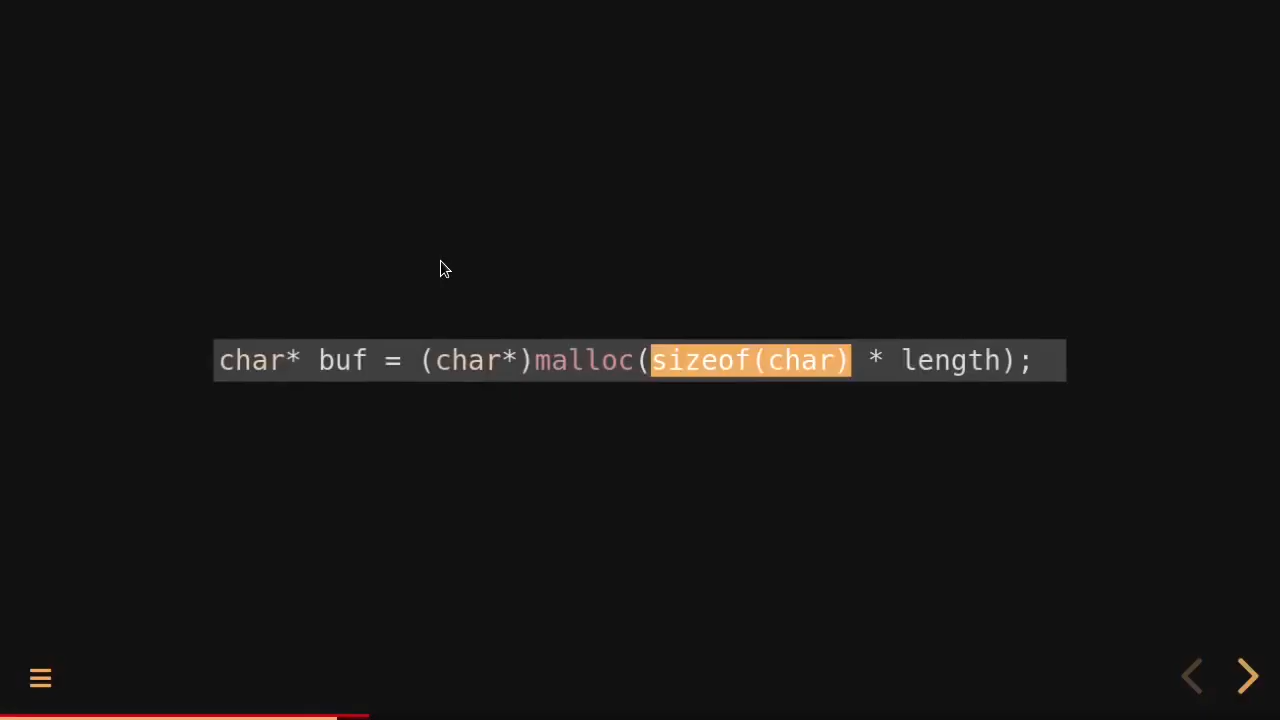 char* buf = (char*)malloc(sizeof(char) * length);